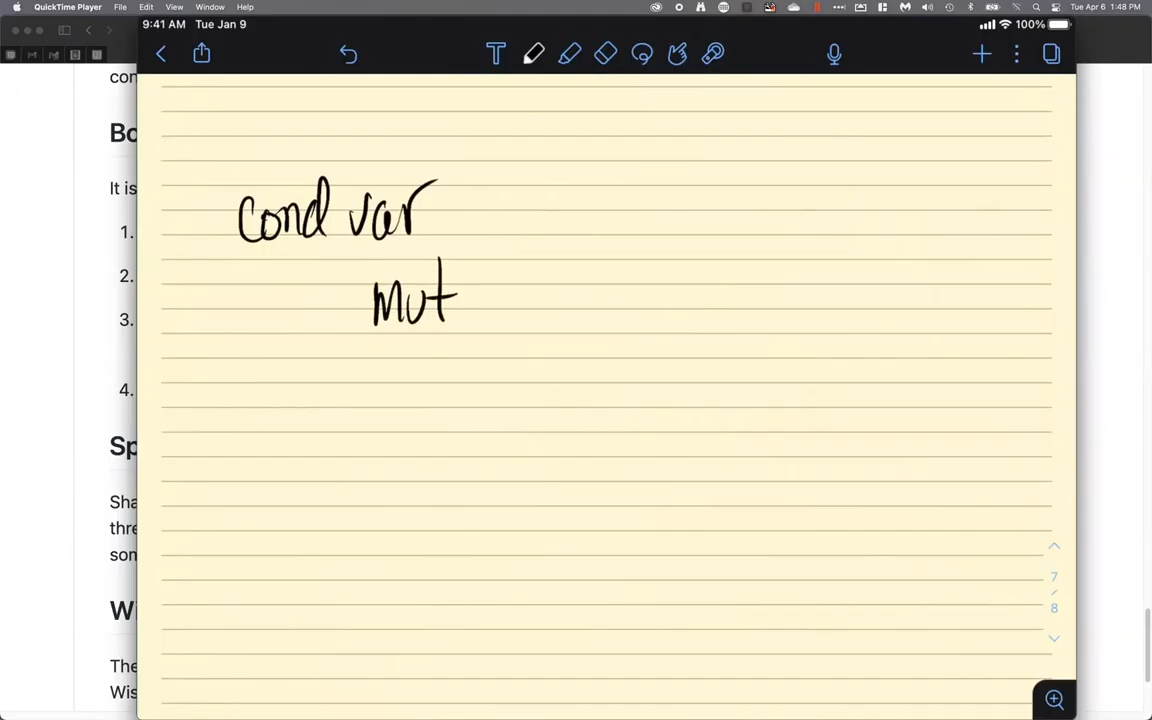 QuickTime Player File Edit View Window Help Tue Apr 6 1:48 PM
9:41 AM Tue Jan 9 100%
T
con
Bo
It is
1.
2.
3.
4.
Sp
Sha
thre
som
Wi
The
Wis
cond var
mut
7
8